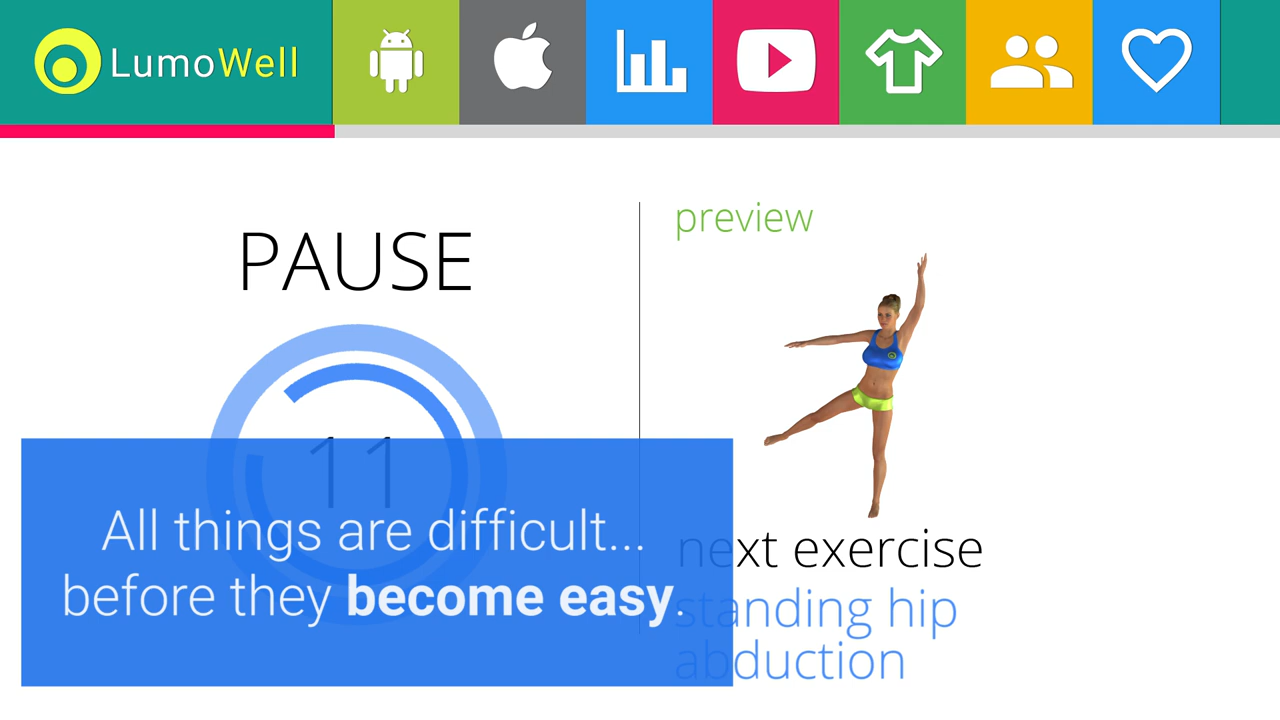 LumoWell
PAUSE
11
All things are difficult...
before they become easy.
preview
next exercise
standing hip
abduction